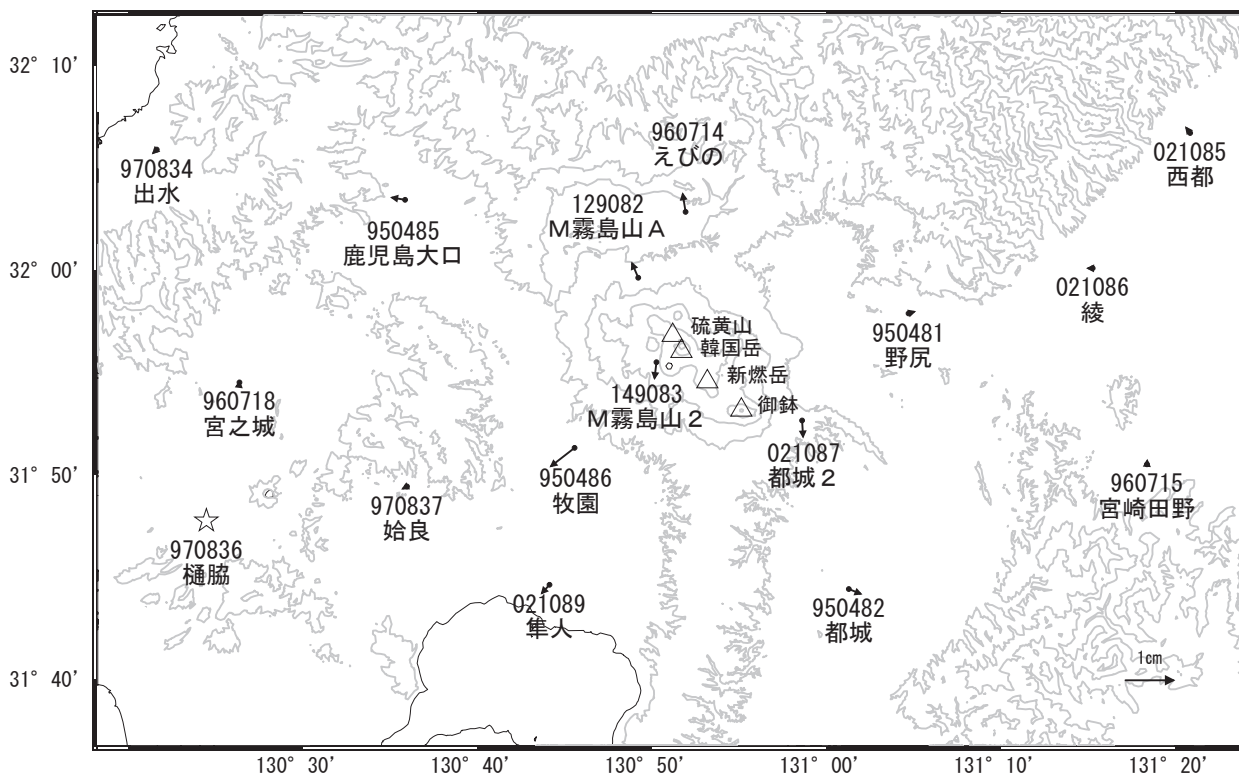 32° 10'
32° 00'
31° 50'
31° 40'
960714
えびの
970834
出水
021085
西都
129082
M霧島山A
950485
鹿児島大口
021086
綾
950481
野尻
硫黄山
韓国岳
新燃岳
御鉢
149083
M霧島山2
960718
宮之城
021087
都城2
950486
牧園
960715
宮崎田野
970837
姶良
970836
樋脇
021089
隼人
950482
都城
1cm
130° 30'
130° 40'
130° 50'
131° 00'
131° 10'
131° 20'